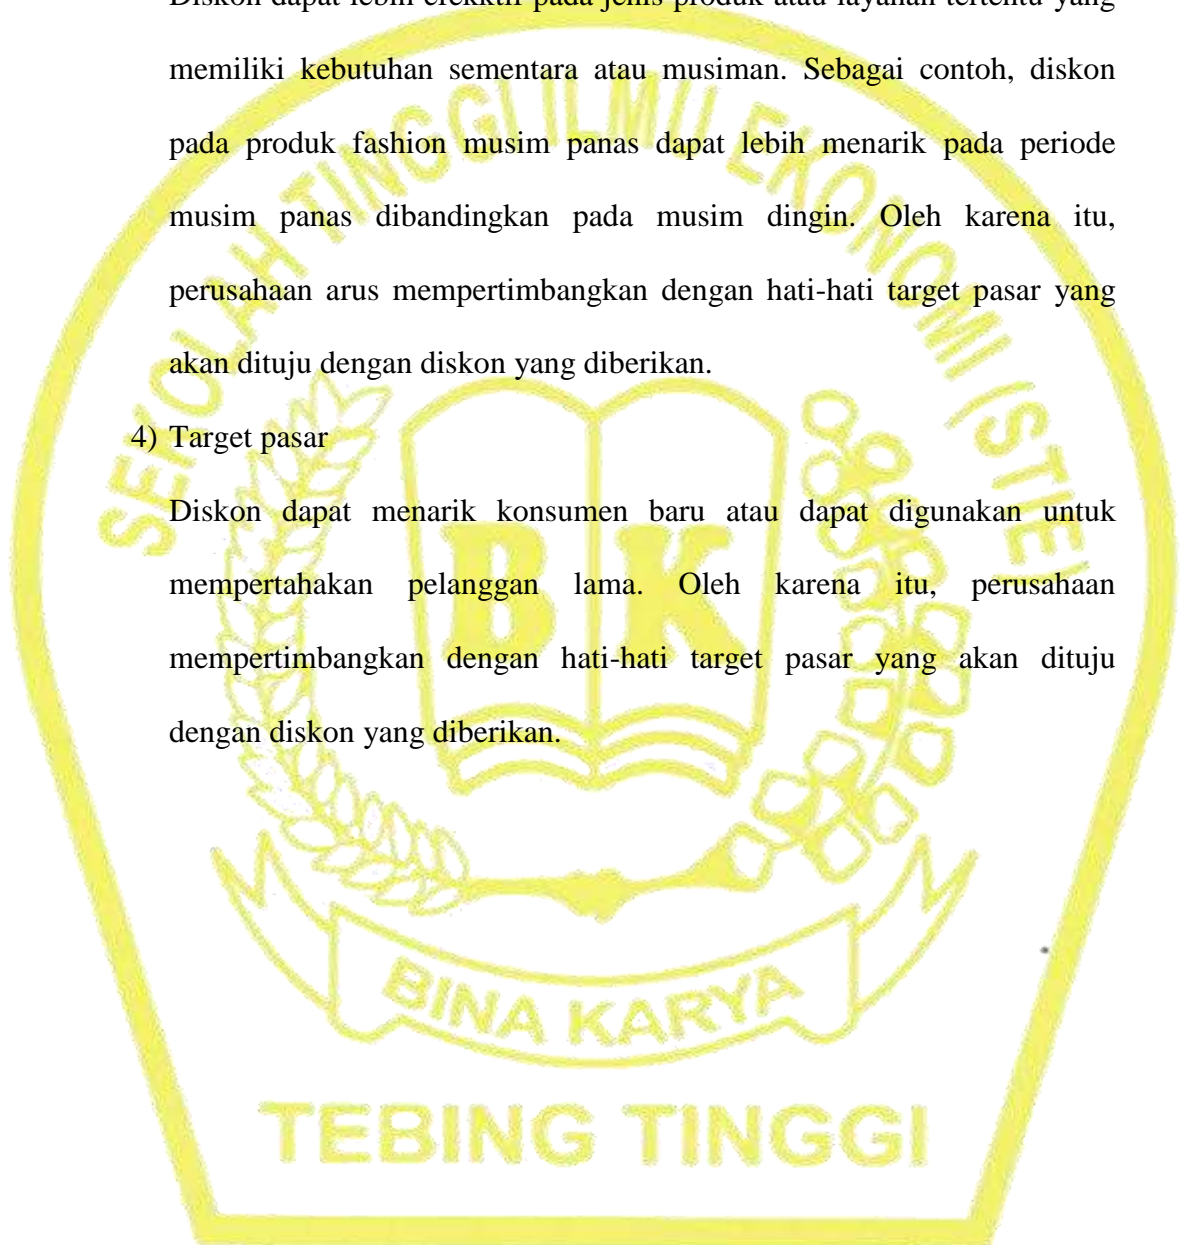 Diskon dapat lebih efekktif pada jenis produk atau layanan tertentu yang
memiliki kebutuhan sementara atau musiman. Sebagai contoh, diskon
pada produk fashion musim panas dapat lebih menarik pada periode
musim panas dibandingkan pada musim dingin. Oleh karena itu,
perusahaan arus mempertimbangkan dengan hati-hati target pasar yang
akan dituju dengan diskon yang diberikan.
4) Target pasar
Diskon dapat menarik konsumen baru atau dapat digunakan untuk
mempertahakan pelanggan lama. Oleh karena itu, perusahaan
mempertimbangkan dengan hati-hati target pasar yang akan dituju
dengan diskon yang diberikan.
SEKOLAH TINGGI ILMU EKONOMI (STIE)
BK
BINA KARYA
TEBING TINGGI